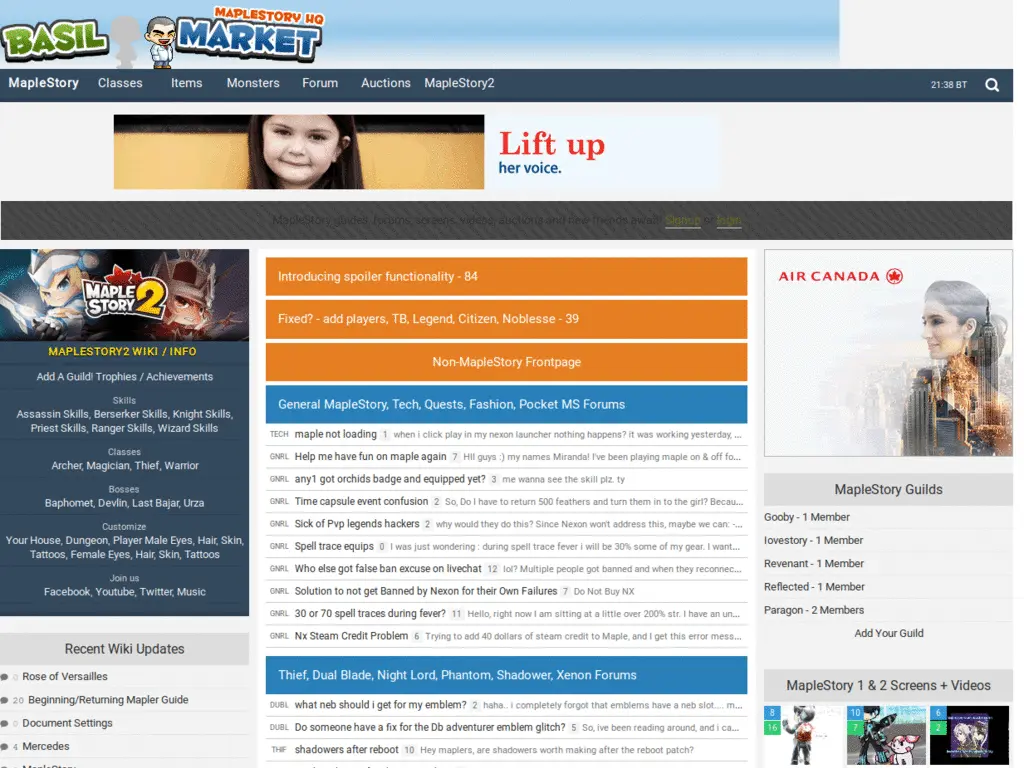 BASIL MARKET
MAPLESTORY HQ
MapleStory Classes Items Monsters Forum Auctions MapleStory2 21:38 BT
Lift up
her voice.
MapleStory guides, forums, screens, videos, auctions and new friends await! Signup or login
MAPLE STORY 2
MAPLESTORY2 WIKI / INFO
Add A Guild! Trophies / Achievements
Skills
Assassin Skills, Berserker Skills, Knight Skills,
Priest Skills, Ranger Skills, Wizard Skills
Classes
Archer, Magician, Thief, Warrior
Bosses
Baphomet, Devlin, Last Bajar, Urza
Customize
Your House, Dungeon, Player Male Eyes, Hair, Skin,
Tattoos, Female Eyes, Hair, Skin, Tattoos
Join us
Facebook, Youtube, Twitter, Music
Recent Wiki Updates
0 Rose of Versailles
20 Beginning/Returning Mapler Guide
0 Document Settings
4 Mercedes
MapleStory
Introducing spoiler functionality - 84
Fixed? - add players, TB, Legend, Citizen, Noblesse - 39
Non-MapleStory Frontpage
General MapleStory, Tech, Quests, Fashion, Pocket MS Forums
TECH maple not loading 1 when i click play in my nexon launcher nothing happens? it was working yesterday, ...
GNRL Help me have fun on maple again 7 HII guys :) my names Miranda! I've been playing maple on & off fo...
GNRL any1 got orchids badge and equipped yet? 3 me wanna see the skill plz. ty
GNRL Time capsule event confusion 2 So, Do I have to return 500 feathers and turn them in to the girl? Becau...
GNRL Sick of Pvp legends hackers 2 why would they do this? Since Nexon won't address this, maybe we can: -...
GNRL Spell trace equips 0 I was just wondering : during spell trace fever i will be 30% some of my gear. I want...
GNRL Who else got false ban excuse on livechat 12 lol? Multiple people got banned and when they reconnec...
GNRL Solution to not get Banned by Nexon for their Own Failures 7 Do Not Buy NX
GNRL 30 or 70 spell traces during fever? 11 Hello, right now I am sitting at a little over 200% str. I have an un...
GNRL Nx Steam Credit Problem 6 Trying to add 40 dollars of steam credit to Maple, and I get this error mess...
Thief, Dual Blade, Night Lord, Phantom, Shadower, Xenon Forums
DUBL what neb should i get for my emblem? 2 haha.. i completely forgot that emblems have a neb slot.... m...
DUBL Do someone have a fix for the Db adventurer emblem glitch? 5 So, ive been reading around, and i ca...
THIF shadowers after reboot 10 Hey maplers, are shadowers worth making after the reboot patch?
AIR CANADA
MapleStory Guilds
Gooby - 1 Member
Iovestory - 1 Member
Revenant - 1 Member
Reflected - 1 Member
Paragon - 2 Members
Add Your Guild
MapleStory 1 & 2 Screens + Videos
8 10 6
16 7 2